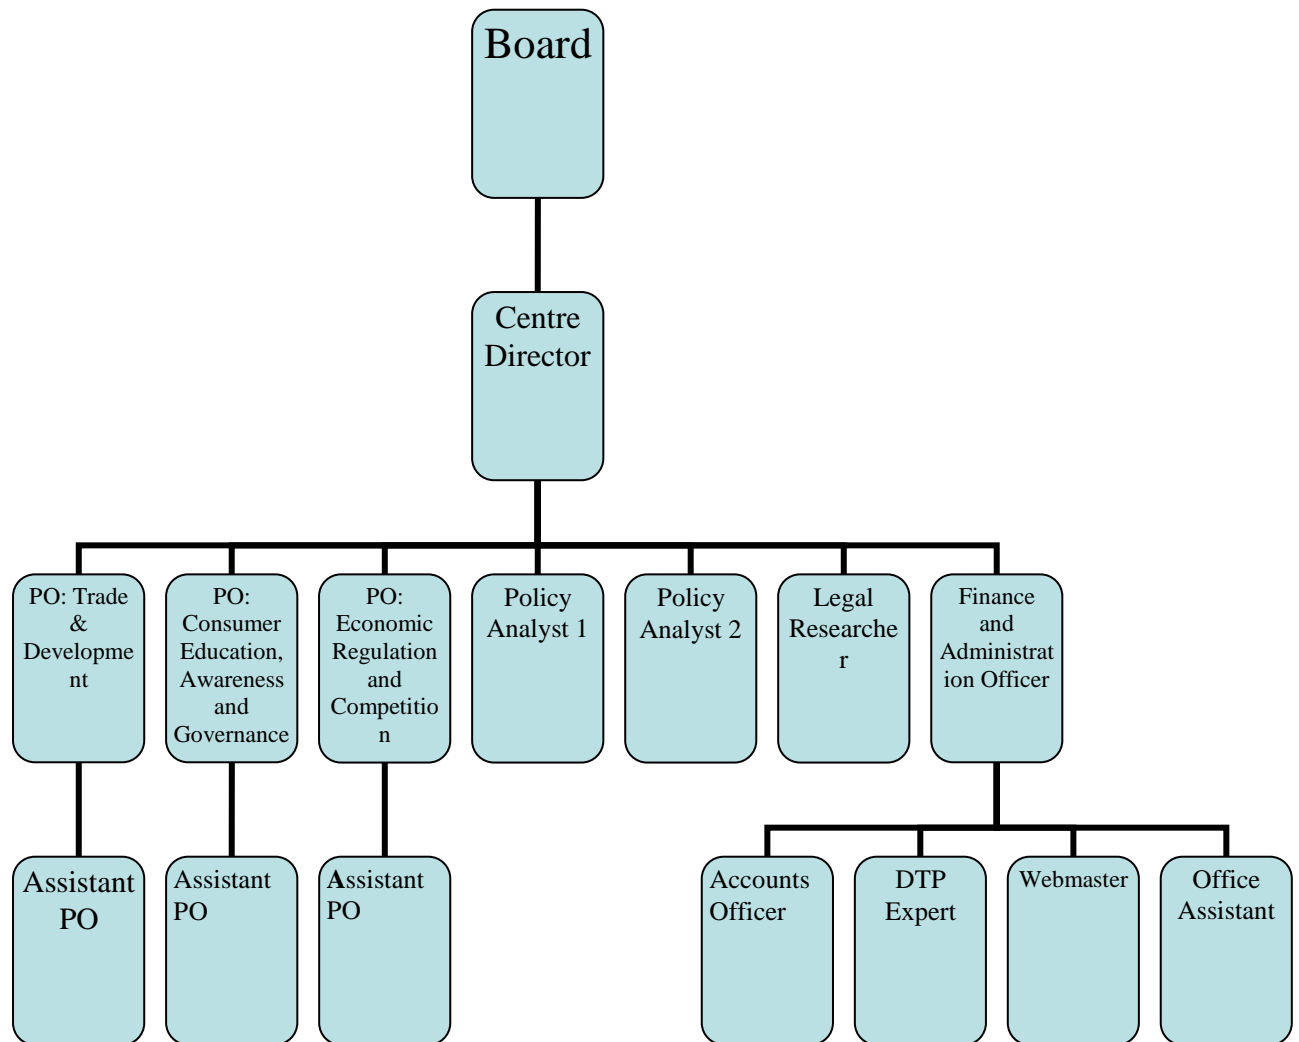 Board
Centre
Director
PO: Trade
&
Developme
nt
PO:
Consumer
Education,
Awareness
and
Governance
PO:
Economic
Regulation
and
Competitio
n
Policy
Analyst 1
Policy
Analyst 2
Legal
Researche
r
Finance
and
Administrat
ion Officer
Assistant
PO
Assistant
PO
Assistant
PO
Accounts
Officer
DTP
Expert
Webmaster
Office
Assistant